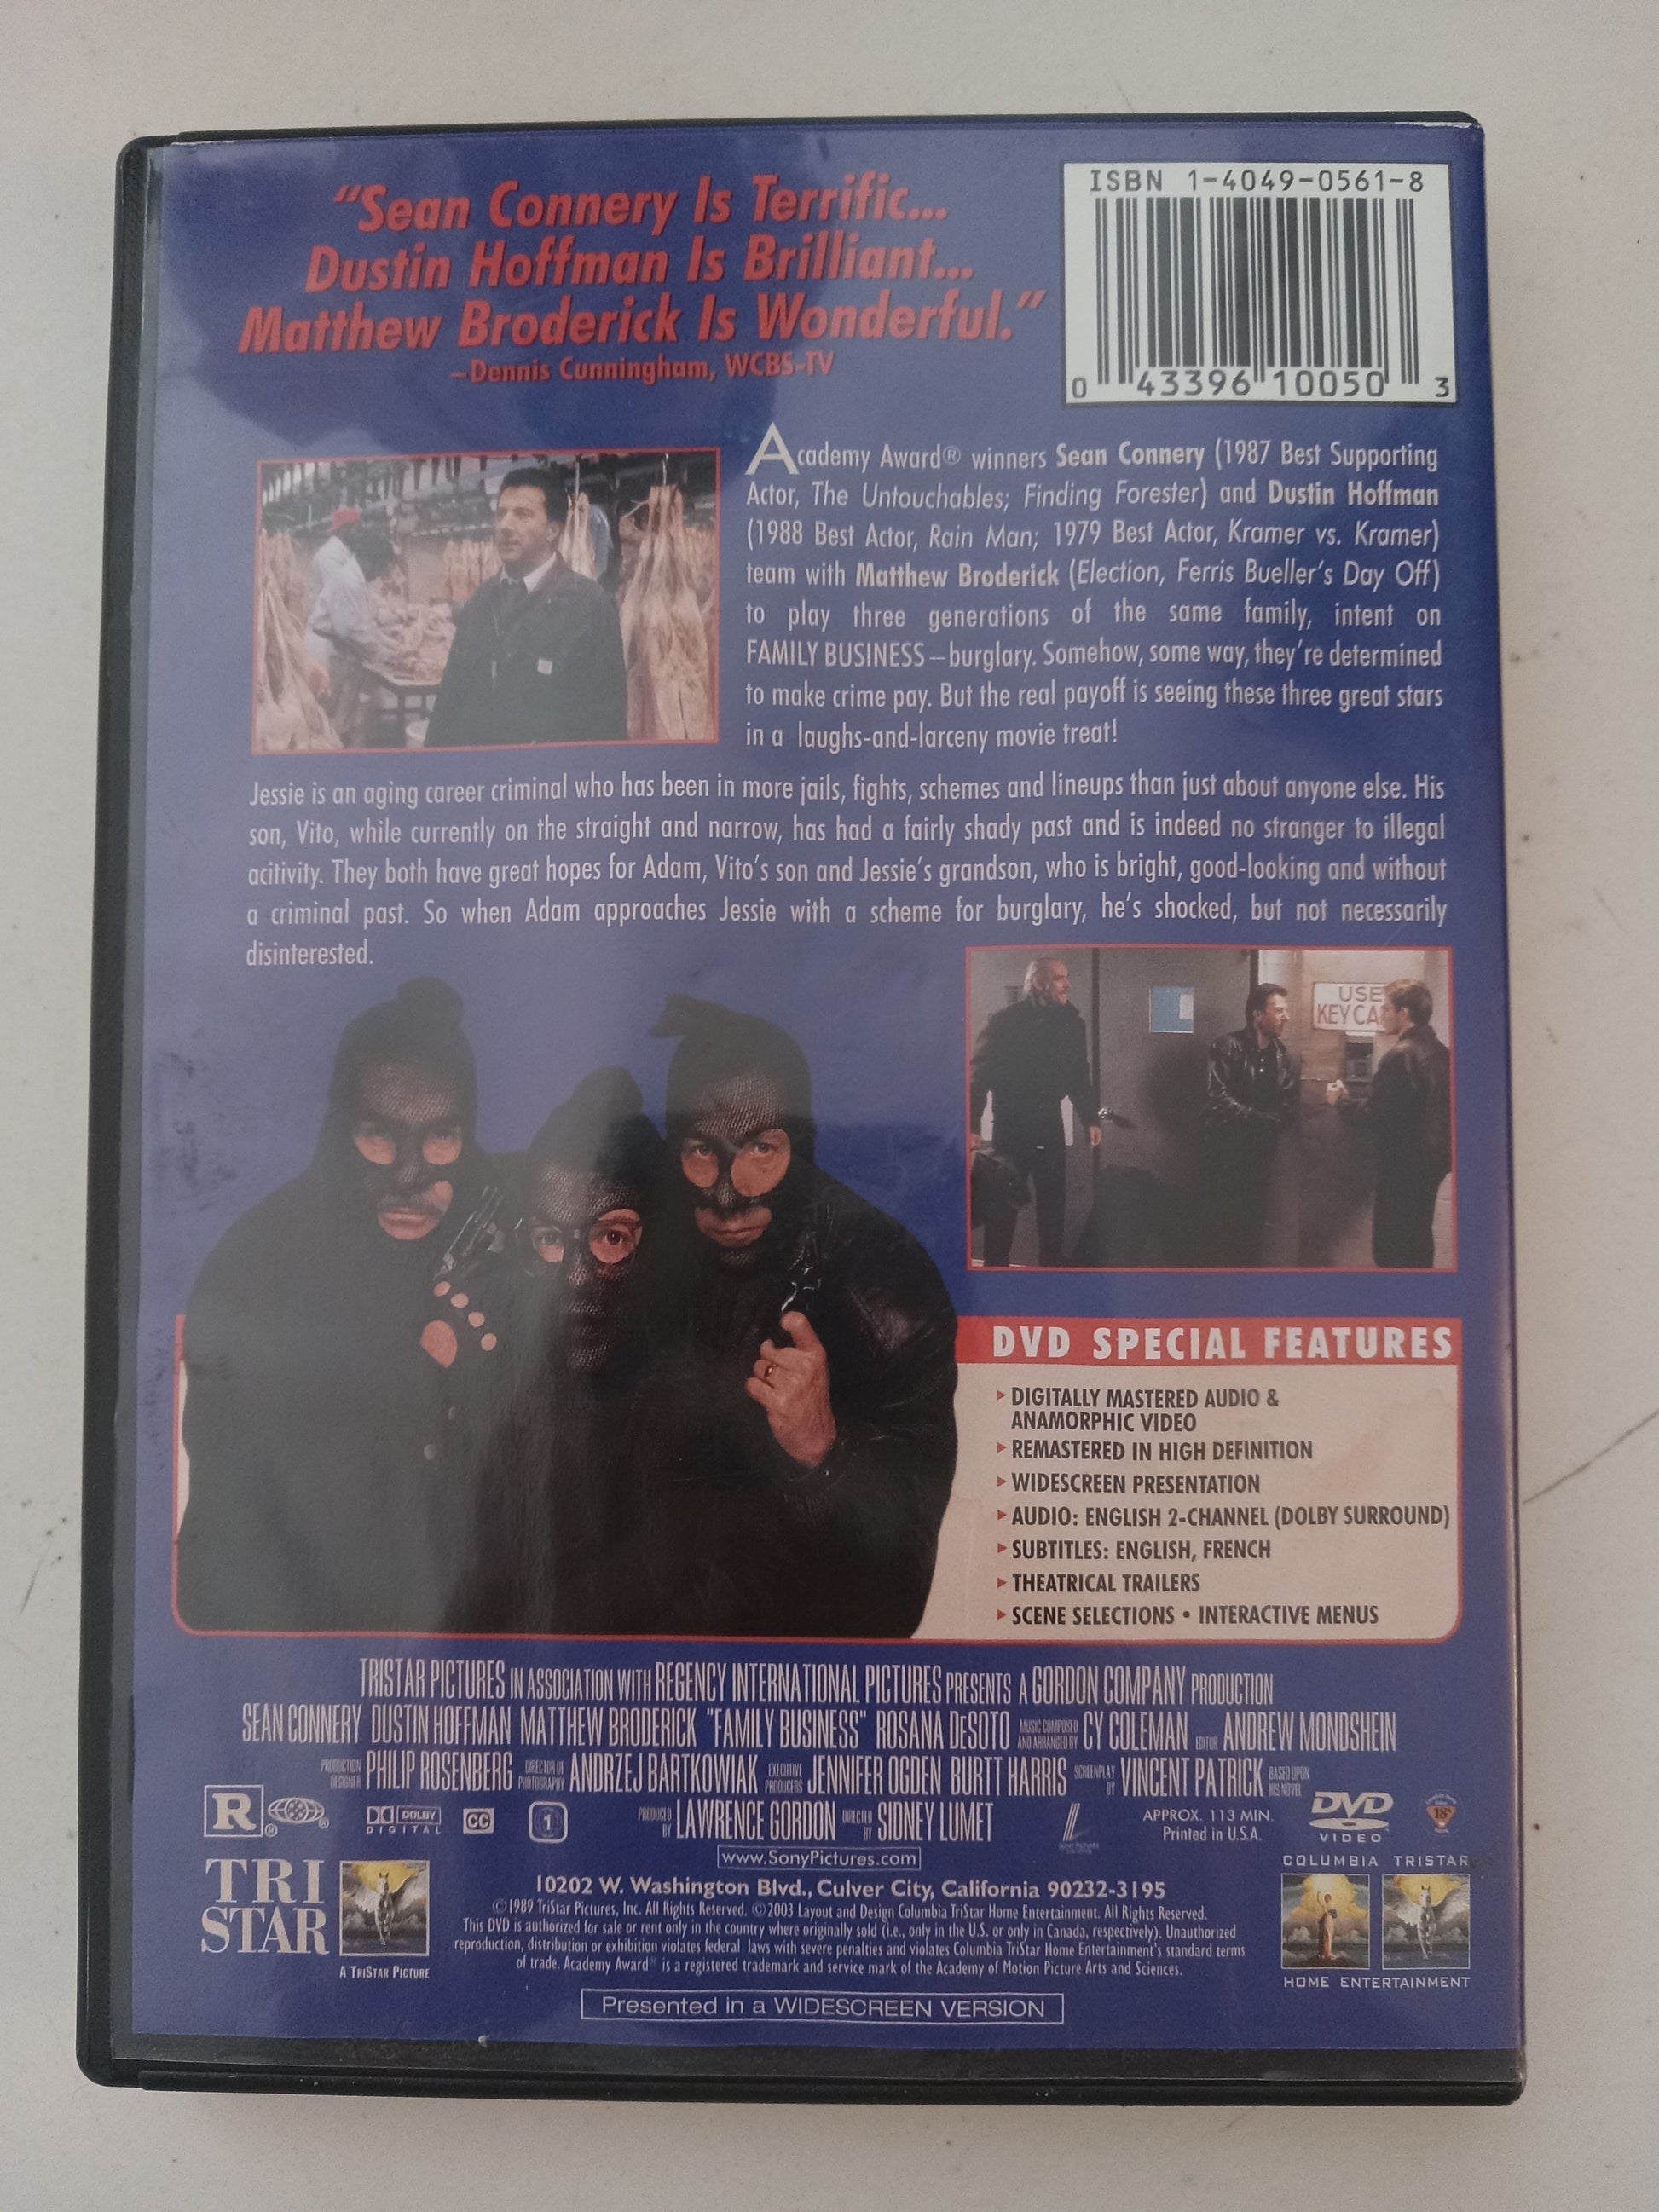 “Sean Connery Is Terrific...
Dustin Hoffman Is Brilliant...
Matthew Broderick Is Wonderful.”
–Dennis Cunningham, WCBS-TV
ISBN 1-4049-0561-8
0 43396 10050 3
Academy Award® winners Sean Connery (1987 Best Supporting
Actor, The Untouchables; Finding Forester) and Dustin Hoffman
(1988 Best Actor, Rain Man; 1979 Best Actor, Kramer vs. Kramer)
team with Matthew Broderick (Election, Ferris Bueller's Day Off)
to play three generations of the same family, intent on
FAMILY BUSINESS – burglary. Somehow, some way, they're determined
to make crime pay. But the real payoff is seeing these three great stars
in a laughs-and-larceny movie treat!
Jessie is an aging career criminal who has been in more jails, fights, schemes and lineups than just about anyone else. His
son, Vito, while currently on the straight and narrow, has had a fairly shady past and is indeed no stranger to illegal
acitivity. They both have great hopes for Adam, Vito's son and Jessie's grandson, who is bright, good-looking and without
a criminal past. So when Adam approaches Jessie with a scheme for burglary, he's shocked, but not necessarily
disinterested.
USE
KEY CA
DVD SPECIAL FEATURES
DIGITALLY MASTERED AUDIO &
ANAMORPHIC VIDEO
REMASTERED IN HIGH DEFINITION
WIDESCREEN PRESENTATION
AUDIO: ENGLISH 2-CHANNEL (DOLBY SURROUND)
SUBTITLES: ENGLISH, FRENCH
THEATRICAL TRAILERS
SCENE SELECTIONS • INTERACTIVE MENUS
TRISTAR PICTURES IN ASSOCIATION WITH REGENCY INTERNATIONAL PICTURES PRESENTS A GORDON COMPANY PRODUCTION
SEAN CONNERY DUSTIN HOFFMAN MATTHEW BRODERICK "FAMILY BUSINESS" ROSANA DeSOTO MUSIC COMPOSED AND ARRANGED BY CY COLEMAN EDITOR ANDREW MONDSHEIN
PRODUCTION DESIGNER PHILIP ROSENBERG DIRECTOR OF PHOTOGRAPHY ANDRZEJ BARTKOWIAK EXECUTIVE PRODUCERS JENNIFER OGDEN BURTT HARRIS SCREENPLAY BY VINCENT PATRICK BASED UPON HIS NOVEL
R® ® DOLBY DIGITAL CC 1 PRODUCED BY LAWRENCE GORDON DIRECTED BY SIDNEY LUMET
APPROX. 113 MIN.
Printed in U.S.A.
DVD VIDEO
18
www.SonyPictures.com
TRI
STAR
A TRISTAR PICTURE
10202 W. Washington Blvd., Culver City, California 90232-3195
©1989 TriStar Pictures, Inc. All Rights Reserved. ©2003 Layout and Design Columbia TriStar Home Entertainment. All Rights Reserved.
This DVD is authorized for sale or rent only in the country where originally sold (i.e., only in the U.S. or only in Canada, respectively). Unauthorized
reproduction, distribution or exhibition violates federal laws with severe penalties and violates Columbia TriStar Home Entertainment's standard terms
of trade. Academy Award® is a registered trademark and service mark of the Academy of Motion Picture Arts and Sciences.
COLUMBIA TRISTAR
HOME ENTERTAINMENT
Presented in a WIDESCREEN VERSION